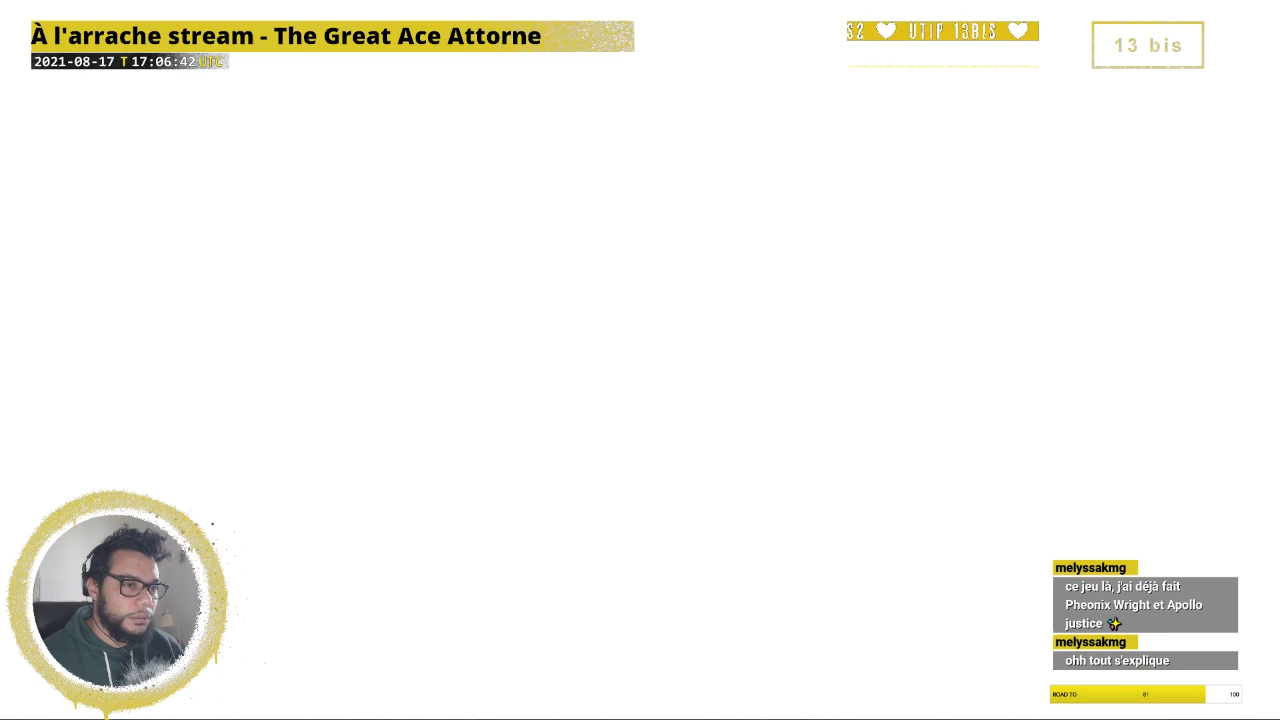 À l'arrache stream - The Great Ace Attorne
2021-08-17 T 17:06:42 UTC
S2 UTIP 13BIS
13 bis
melyssakmg
ce jeu là, j'ai déjà fait
Pheonix Wright et Apollo
justice ✨
melyssakmg
ohh tout s'explique
ROAD TO 81 100